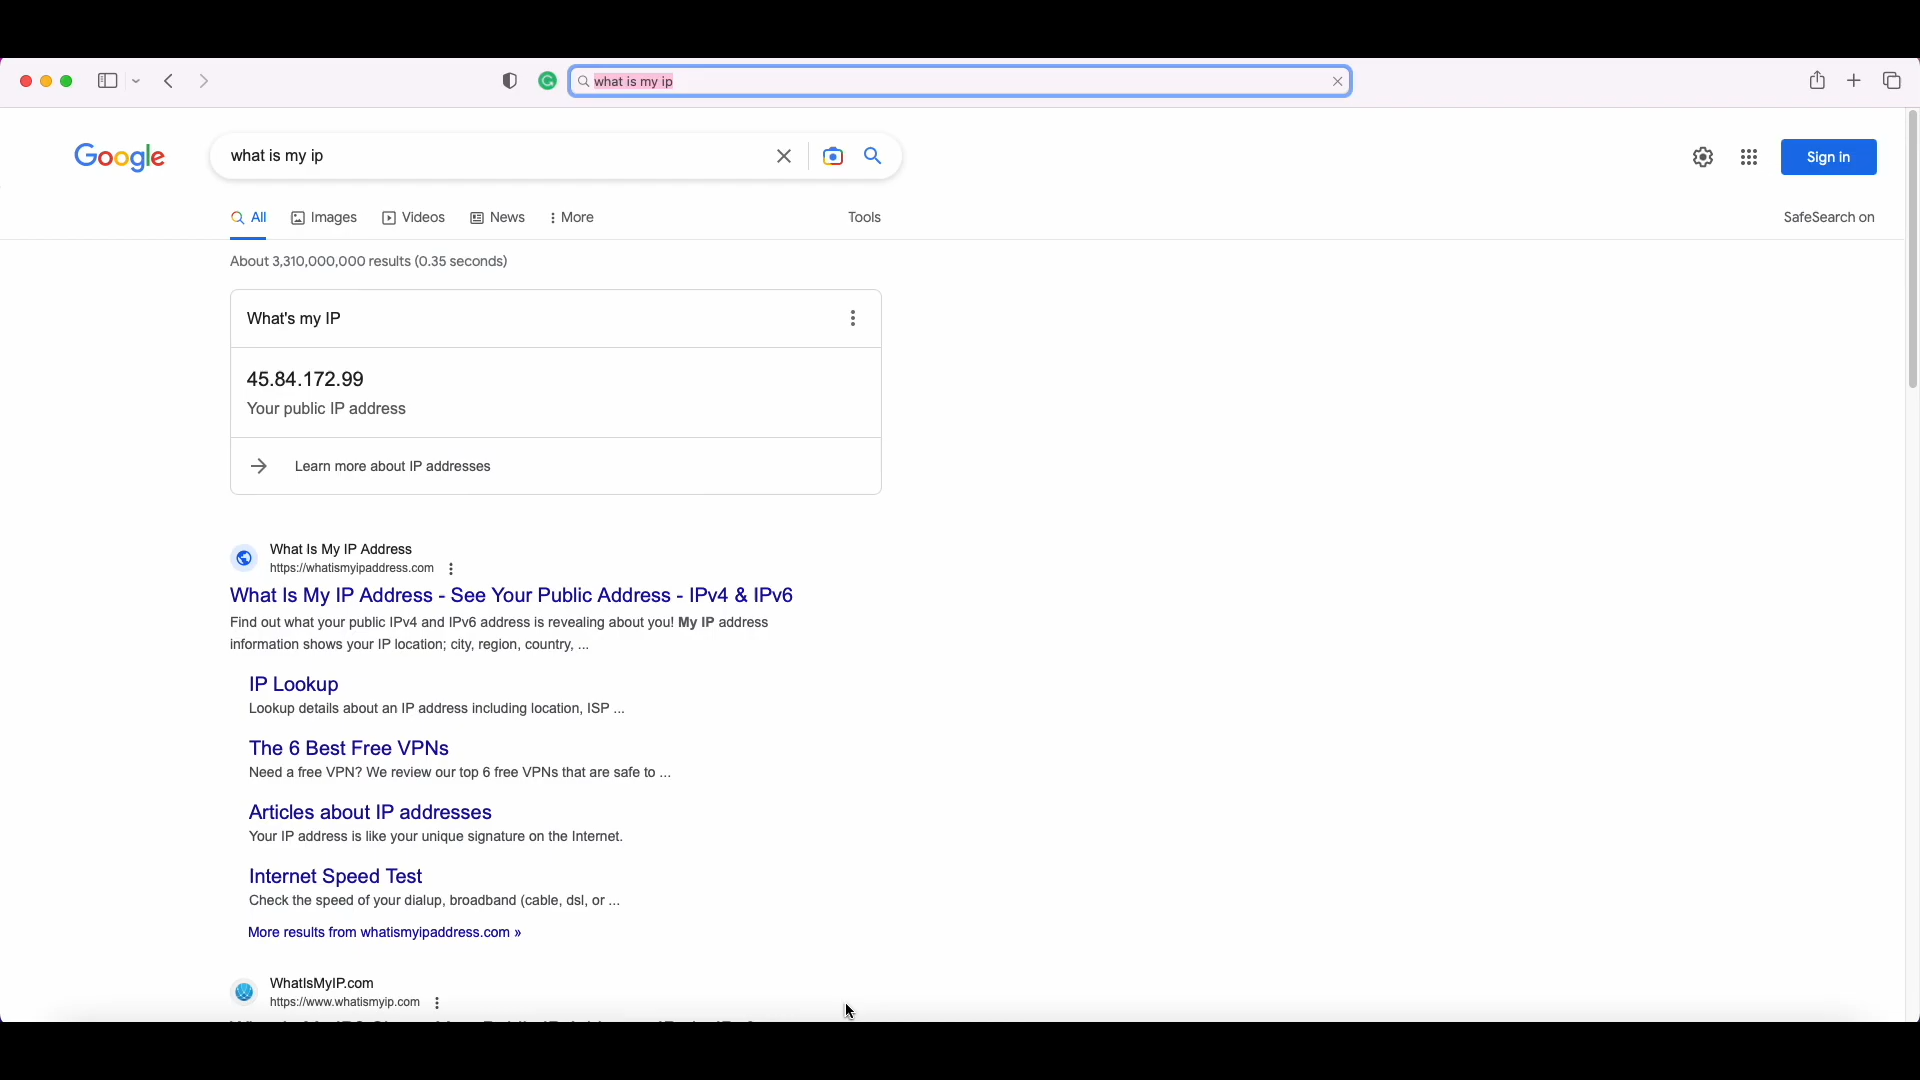 what is my ip
Google
what is my ip
Sign in
All
Images
Videos
News
More
Tools
SafeSearch on
About 3,310,000,000 results (0.35 seconds)
What's my IP
45.84.172.99
Your public IP address
Learn more about IP addresses
What Is My IP Address
https://whatismyipaddress.com
What Is My IP Address - See Your Public Address - IPv4 & IPv6
Find out what your public IPv4 and IPv6 address is revealing about you! My IP address
information shows your IP location; city, region, country, ...
IP Lookup
Lookup details about an IP address including location, ISP ...
The 6 Best Free VPNs
Need a free VPN? We review our top 6 free VPNs that are safe to ...
Articles about IP addresses
Your IP address is like your unique signature on the Internet.
Internet Speed Test
Check the speed of your dialup, broadband (cable, dsl, or ...
More results from whatismyipaddress.com »
WhatIsMyIP.com
https://www.whatismyip.com